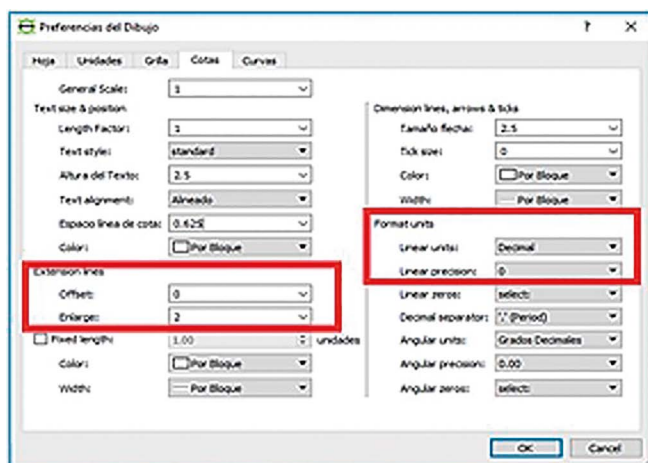 Preferencias del Dibujo
Hoja Unidades Grilla Cotas Curvas
General Scale: 1
Text size & position
Length Factor: 1
Text style: standard
Altura del Texto: 2.5
Text alignment: Alineado
Espacio línea de cota: 0.625
Color: Por Bloque
Extension lines
Offset: 0
Enlarge: 2
Fixed length: 1.00 unidades
Color: Por Bloque
Width: Por Bloque
Dimension lines, arrows & ticks
Tamaño flecha: 2.5
Tick size: 0
Color: Por Bloque
Width: Por Bloque
Format units
Linear units: Decimal
Linear precision: 0
Linear zeros: select:
Decimal separator: '.' (Period)
Angular units: Grados Decimales
Angular precision: 0.00
Angular zeros: select:
OK Cancel